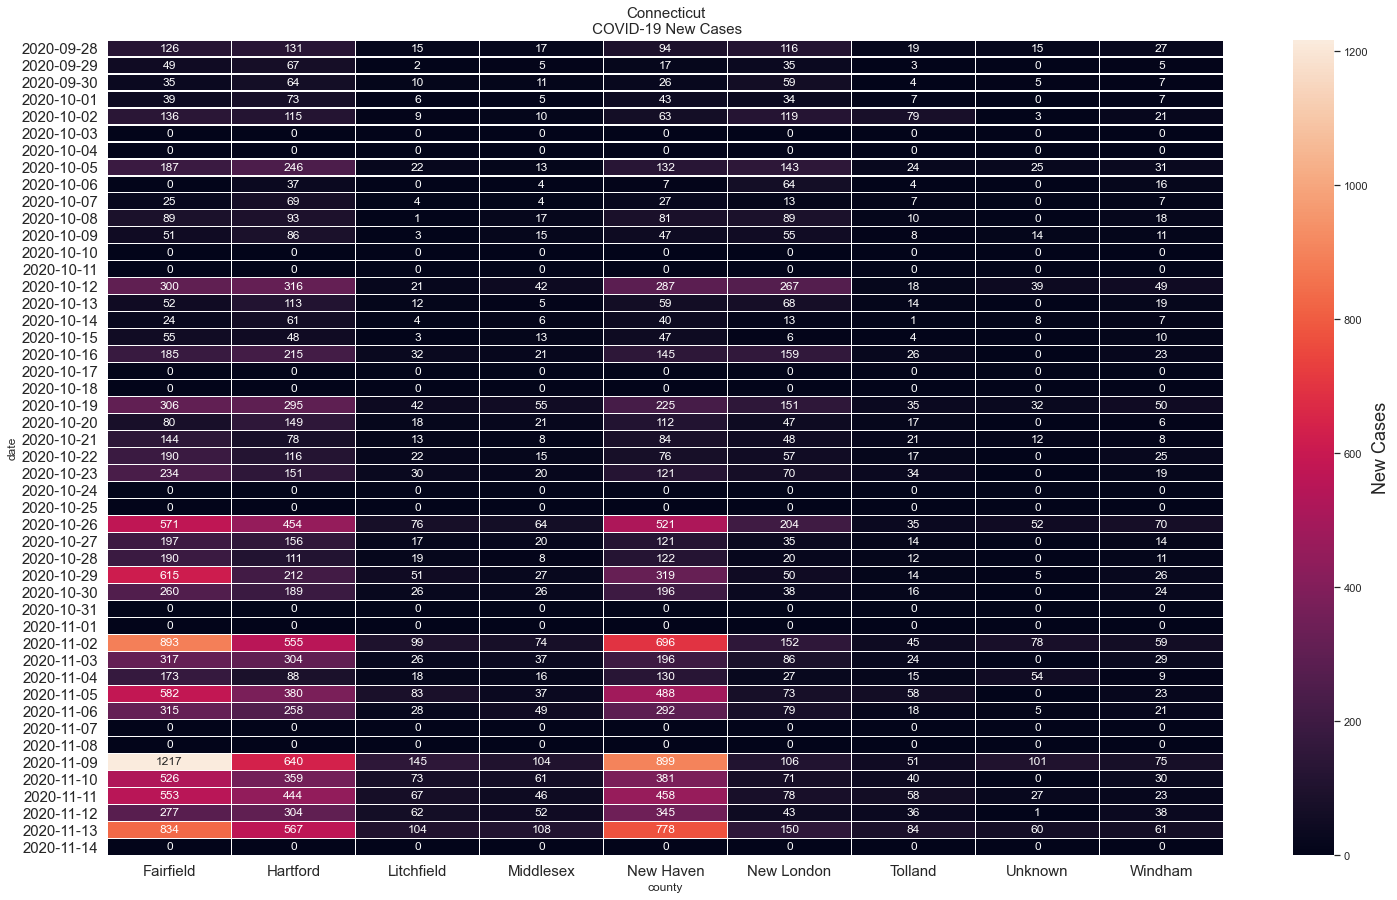 Connecticut
COVID-19 New Cases
2020-09-28 126 131 15 17 94 116 19 15 27
2020-09-29 49 67 2 5 17 35 3 0 5
2020-09-30 35 64 10 11 26 59 4 5 7
2020-10-01 39 73 6 5 43 34 7 0 7
2020-10-02 136 115 9 10 63 119 79 3 21
2020-10-03 0 0 0 0 0 0 0 0 0
2020-10-04 0 0 0 0 0 0 0 0 0
2020-10-05 187 246 22 13 132 143 24 25 31
2020-10-06 0 37 0 4 7 64 4 0 16
2020-10-07 25 69 4 4 27 13 7 0 7
2020-10-08 89 93 1 17 81 89 10 0 18
2020-10-09 51 86 3 15 47 55 8 14 11
2020-10-10 0 0 0 0 0 0 0 0 0
2020-10-11 0 0 0 0 0 0 0 0 0
2020-10-12 300 316 21 42 287 267 18 39 49
2020-10-13 52 113 12 5 59 68 14 0 19
2020-10-14 24 61 4 6 40 13 1 8 7
2020-10-15 55 48 3 13 47 6 4 0 10
2020-10-16 185 215 32 21 145 159 26 0 23
2020-10-17 0 0 0 0 0 0 0 0 0
2020-10-18 0 0 0 0 0 0 0 0 0
2020-10-19 306 295 42 55 225 151 35 32 50
2020-10-20 80 149 18 21 112 47 17 0 6
2020-10-21 144 78 13 8 84 48 21 12 8
2020-10-22 190 116 22 15 76 57 17 0 25
2020-10-23 234 151 30 20 121 70 34 0 19
2020-10-24 0 0 0 0 0 0 0 0 0
2020-10-25 0 0 0 0 0 0 0 0 0
2020-10-26 571 454 76 64 521 204 35 52 70
2020-10-27 197 156 17 20 121 35 14 0 14
2020-10-28 190 111 19 8 122 20 12 0 11
2020-10-29 615 212 51 27 319 50 14 5 26
2020-10-30 260 189 26 26 196 38 16 0 24
2020-10-31 0 0 0 0 0 0 0 0 0
2020-11-01 0 0 0 0 0 0 0 0 0
2020-11-02 893 555 99 74 696 152 45 78 59
2020-11-03 317 304 26 37 196 86 24 0 29
2020-11-04 173 88 18 16 130 27 15 54 9
2020-11-05 582 380 83 37 488 73 58 0 23
2020-11-06 315 258 28 49 292 79 18 5 21
2020-11-07 0 0 0 0 0 0 0 0 0
2020-11-08 0 0 0 0 0 0 0 0 0
2020-11-09 1217 640 145 104 899 106 51 101 75
2020-11-10 526 359 73 61 381 71 40 0 30
2020-11-11 553 444 67 46 458 78 58 27 23
2020-11-12 277 304 62 52 345 43 36 1 38
2020-11-13 834 567 104 108 778 150 84 60 61
2020-11-14 0 0 0 0 0 0 0 0 0
Fairfield Hartford Litchfield Middlesex New Haven New London Tolland Unknown Windham
county
date
1200
1000
800
600
400
200
0
New Cases